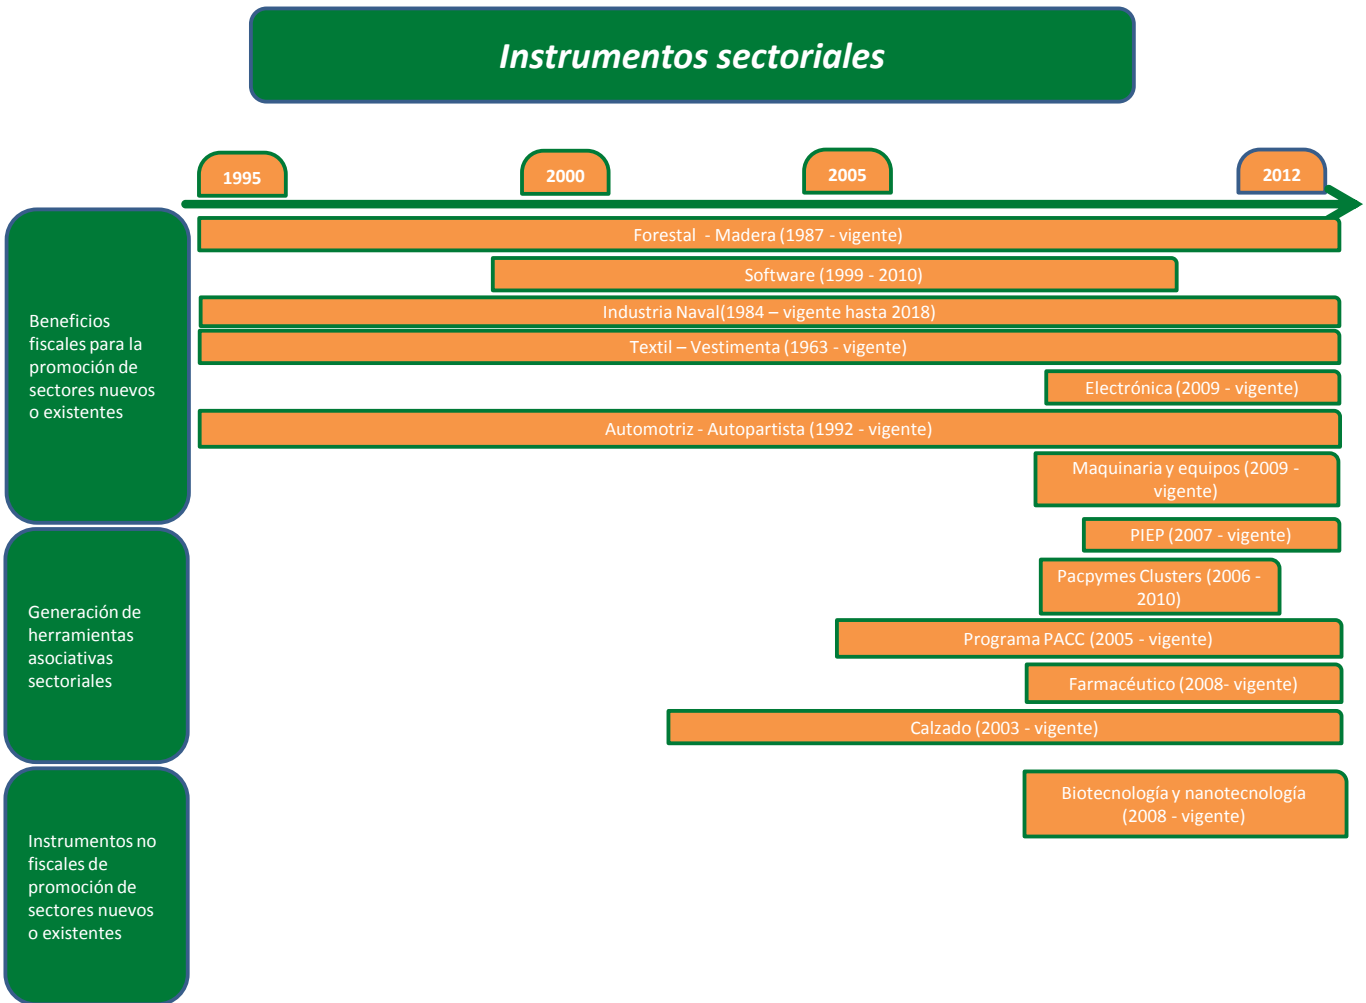 Instrumentos sectoriales
1995
2000
2005
2012
Beneficios
fiscales para la
promoción de
sectores nuevos
o existentes
Forestal - Madera (1987 - vigente)
Software (1999 - 2010)
Industria Naval(1984 – vigente hasta 2018)
Textil – Vestimenta (1963 - vigente)
Electrónica (2009 - vigente)
Automotriz - Autopartista (1992 - vigente)
Maquinaria y equipos (2009 -
vigente)
Generación de
herramientas
asociativas
sectoriales
PIEP (2007 - vigente)
Pacpymes Clusters (2006 -
2010)
Programa PACC (2005 - vigente)
Farmacéutico (2008- vigente)
Calzado (2003 - vigente)
Instrumentos no
fiscales de
promoción de
sectores nuevos
o existentes
Biotecnología y nanotecnología
(2008 - vigente)